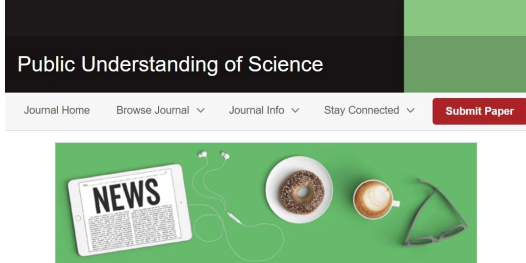 Public Understanding of Science
Journal Home Browse Journal Journal Info Stay Connected Submit Paper
NEWS